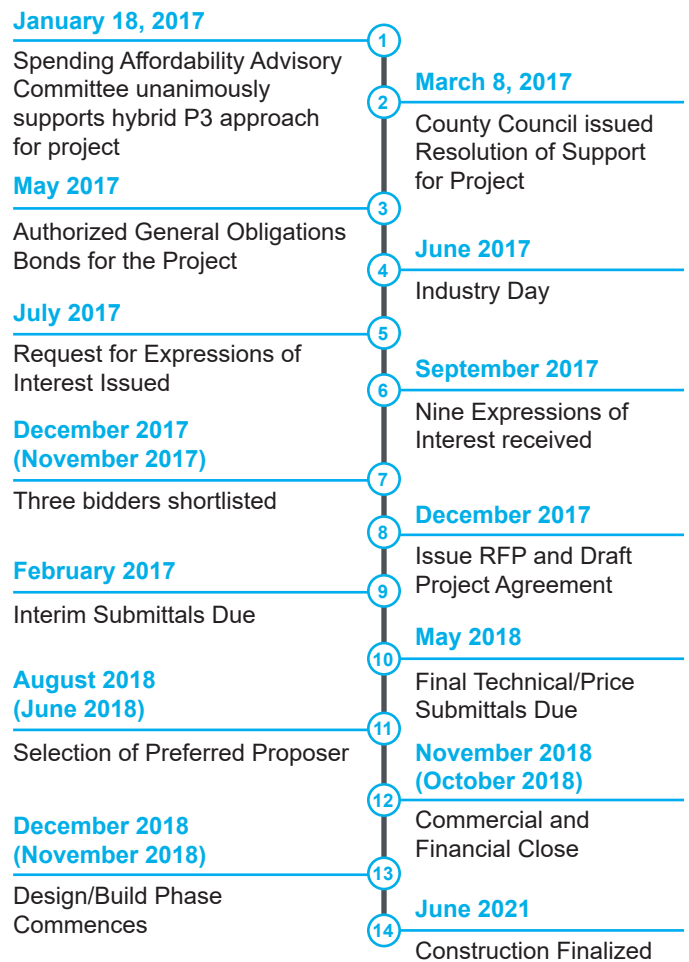 January 18, 2017
1
Spending Affordability Advisory
Committee unanimously
supports hybrid P3 approach
for project
March 8, 2017
2
County Council issued
Resolution of Support
for Project
May 2017
3
Authorized General Obligations
Bonds for the Project
June 2017
4
Industry Day
July 2017
5
Request for Expressions of
Interest Issued
September 2017
6
Nine Expressions of
Interest received
December 2017
(November 2017)
7
Three bidders shortlisted
December 2017
8
Issue RFP and Draft
Project Agreement
February 2017
9
Interim Submittals Due
May 2018
10
Final Technical/Price
Submittals Due
August 2018
(June 2018)
11
Selection of Preferred Proposer
November 2018
(October 2018)
12
Commercial and
Financial Close
December 2018
(November 2018)
13
Design/Build Phase
Commences
June 2021
14
Construction Finalized